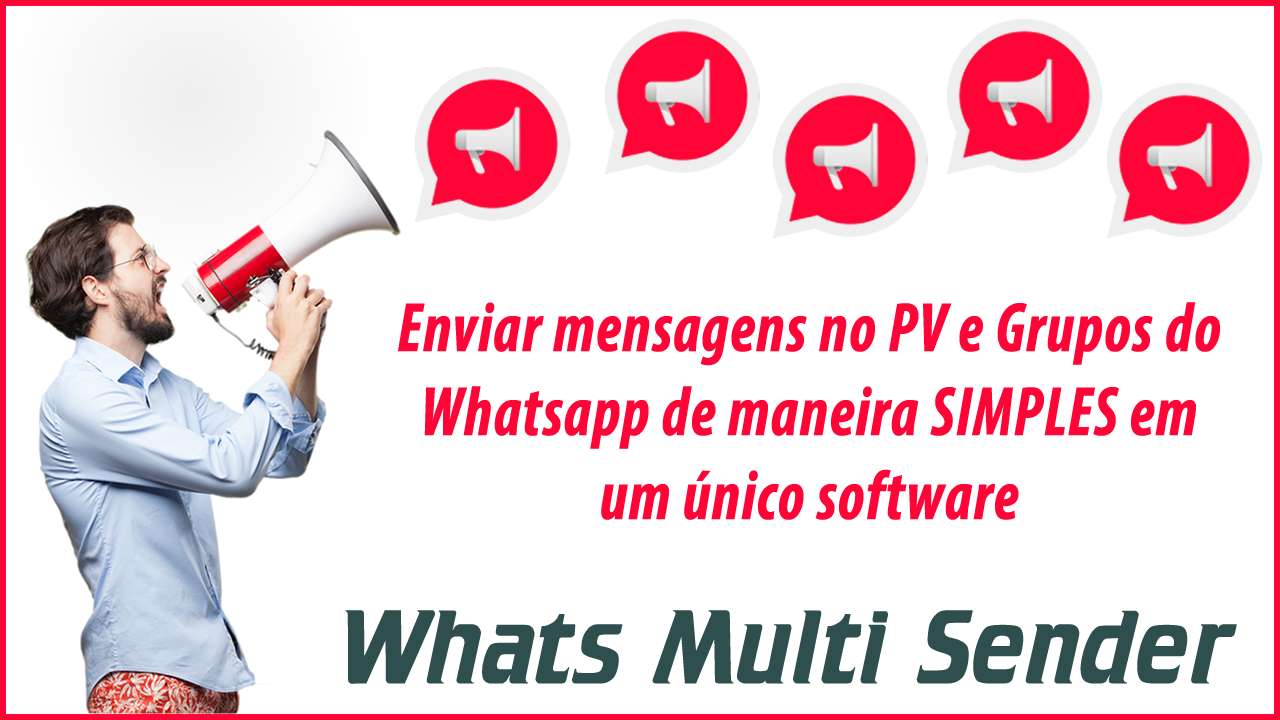 Enviar mensagens no PV e Grupos do
Whatsapp de maneira SIMPLES em
um único software
Whats Multi Sender